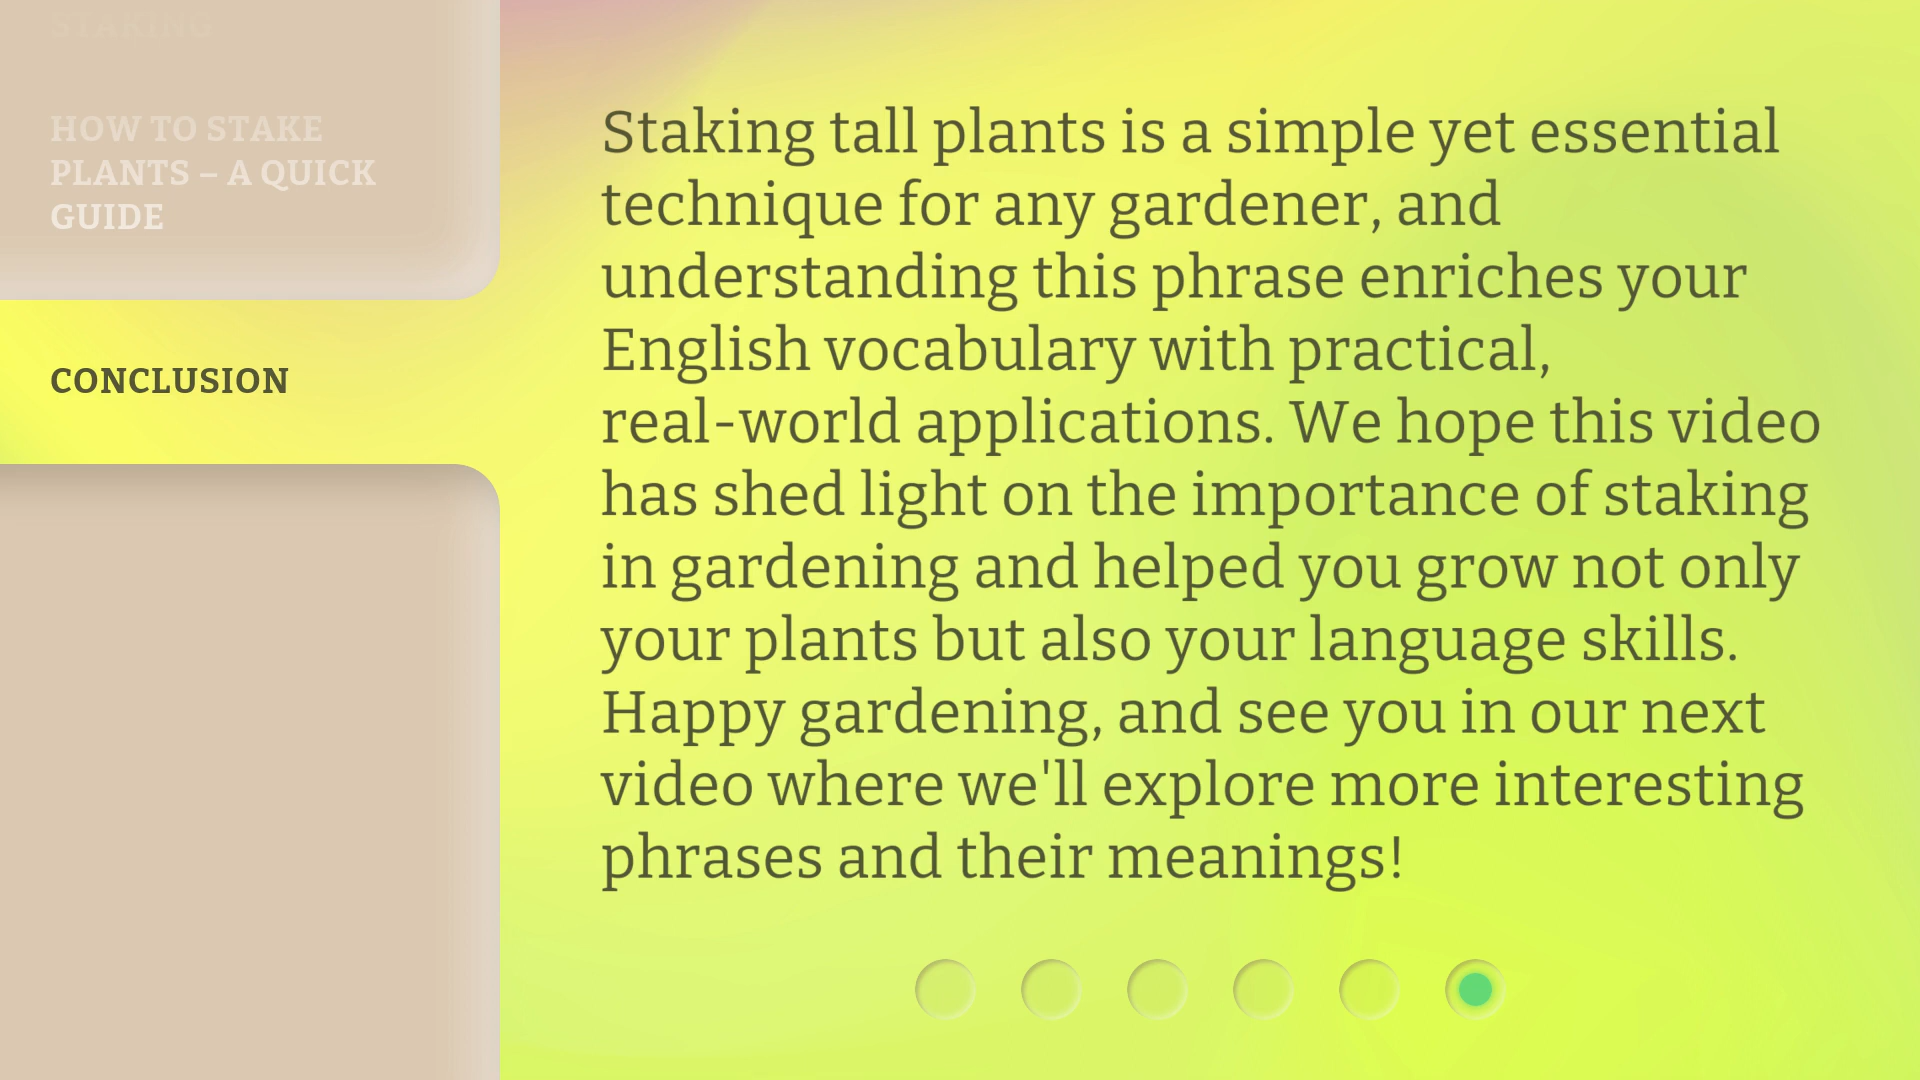 STAKING
HOW TO STAKE
PLANTS – A QUICK
GUIDE
CONCLUSION
Staking tall plants is a simple yet essential
technique for any gardener, and
understanding this phrase enriches your
English vocabulary with practical,
real-world applications. We hope this video
has shed light on the importance of staking
in gardening and helped you grow not only
your plants but also your language skills.
Happy gardening, and see you in our next
video where we'll explore more interesting
phrases and their meanings!